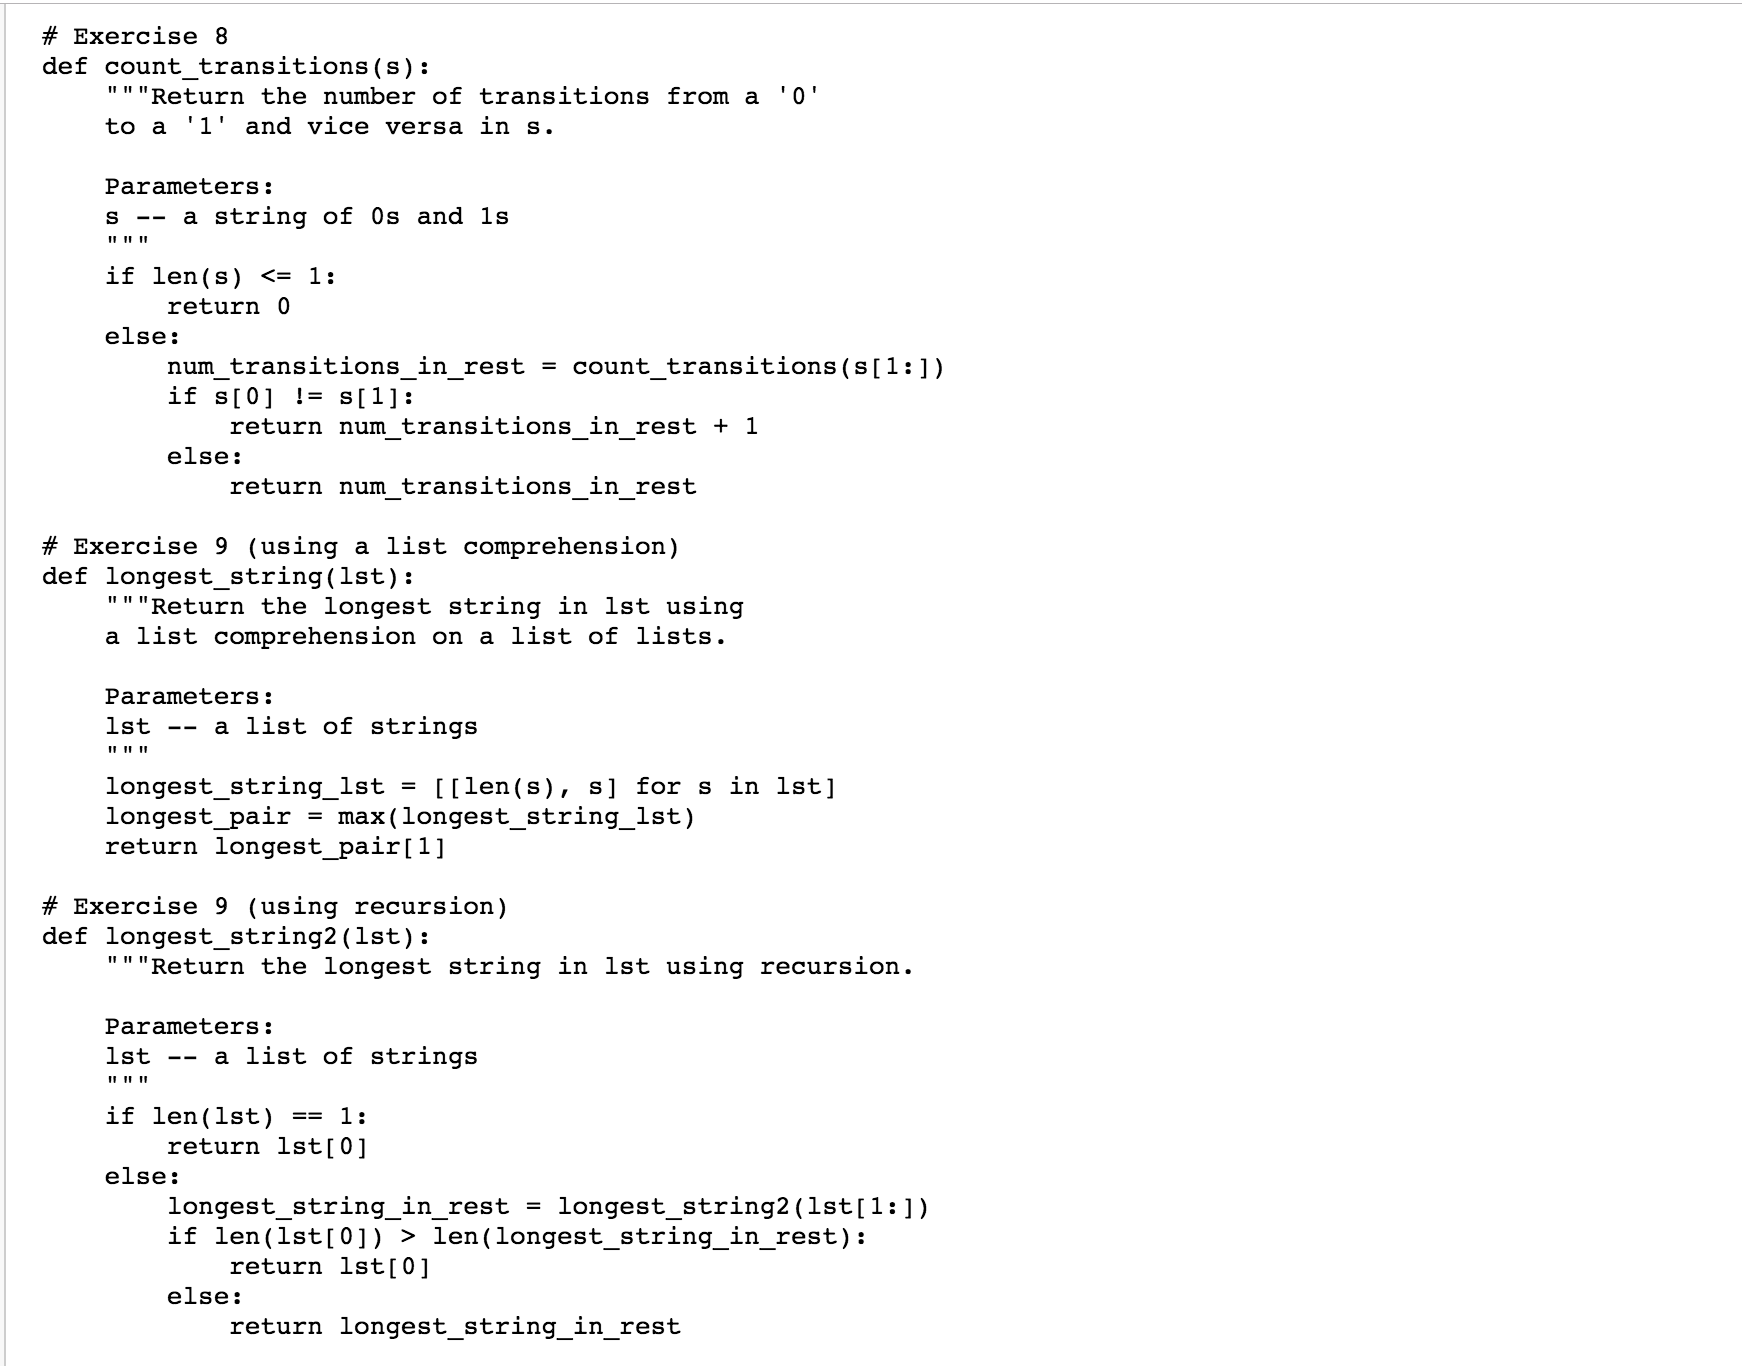 # Exercise 8
def count_transitions(s):
    """Return the number of transitions from a '0'
    to a '1' and vice versa in s.

    Parameters:
    s -- a string of 0s and 1s
    """
    if len(s) <= 1:
        return 0
    else:
        num_transitions_in_rest = count_transitions(s[1:])
        if s[0] != s[1]:
            return num_transitions_in_rest + 1
        else:
            return num_transitions_in_rest

# Exercise 9 (using a list comprehension)
def longest_string(lst):
    """Return the longest string in lst using
    a list comprehension on a list of lists.

    Parameters:
    lst -- a list of strings
    """
    longest_string_lst = [[len(s), s] for s in lst]
    longest_pair = max(longest_string_lst)
    return longest_pair[1]

# Exercise 9 (using recursion)
def longest_string2(lst):
    """Return the longest string in lst using recursion.

    Parameters:
    lst -- a list of strings
    """
    if len(lst) == 1:
        return lst[0]
    else:
        longest_string_in_rest = longest_string2(lst[1:])
        if len(lst[0]) > len(longest_string_in_rest):
            return lst[0]
        else:
            return longest_string_in_rest